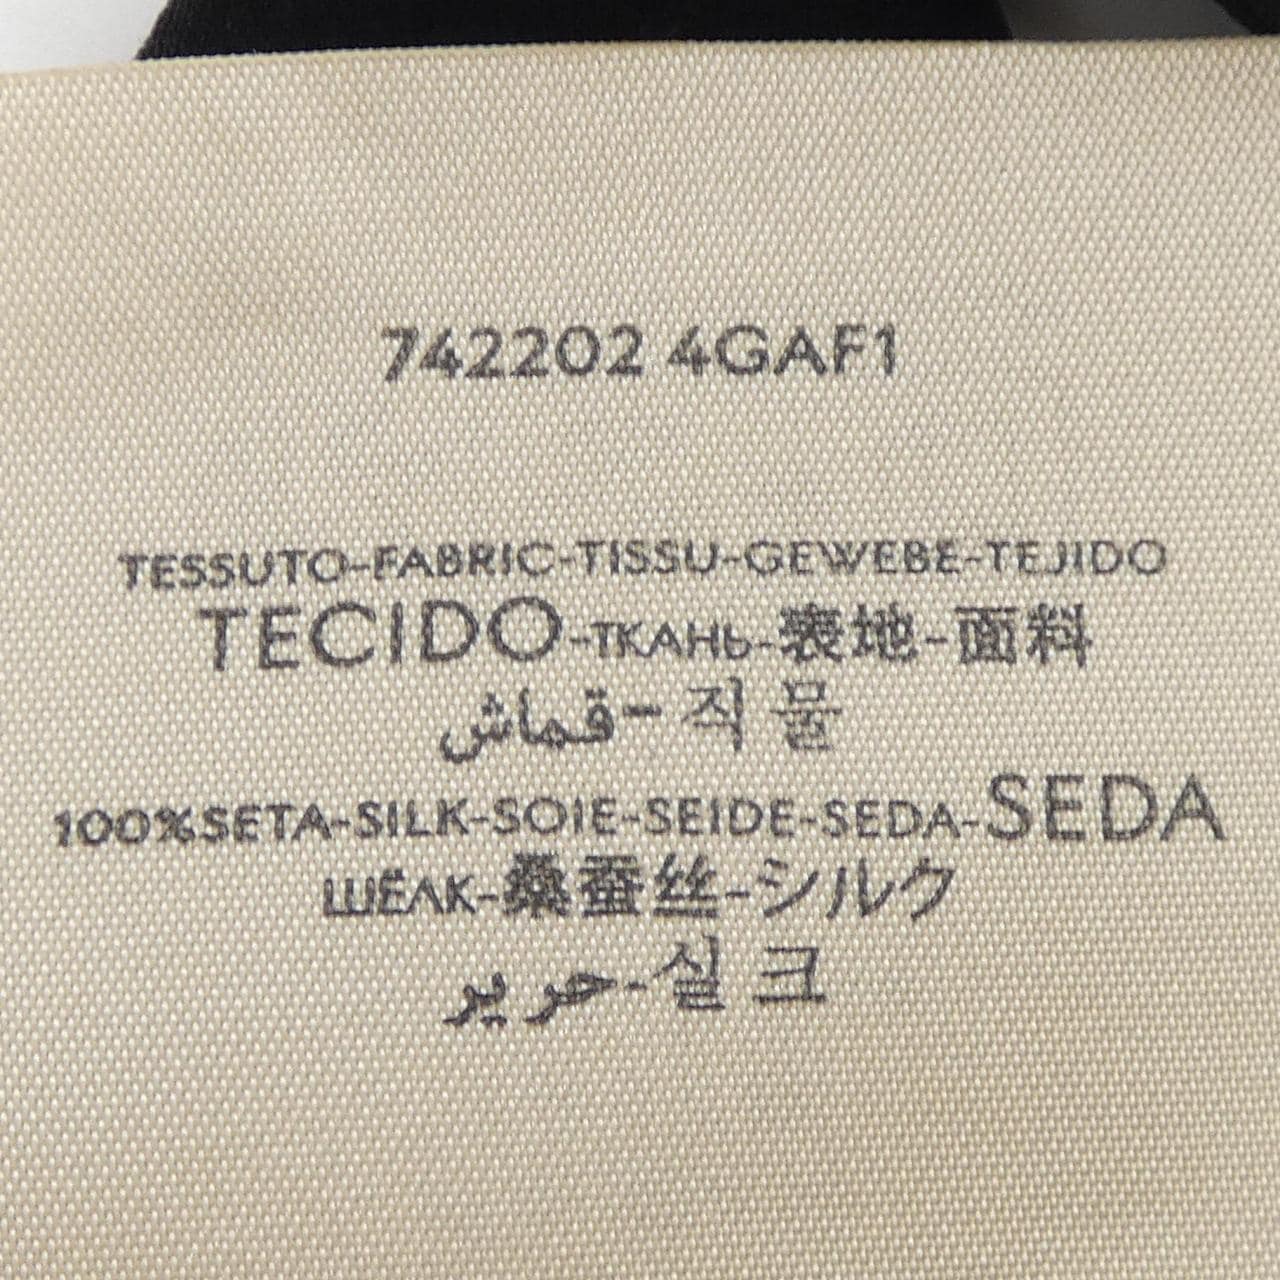 742202 4GAF1
TESSUTO-FABRIC-TISSU-GEWEBE-TEJIDO
TECIDO-ТКАНЬ-表地-面料
قماش-직물
100%SETA-SILK-SOIE-SEIDE-SEDA-SEDA
ШЁЛК-桑蚕丝-シルク
حرير-실크